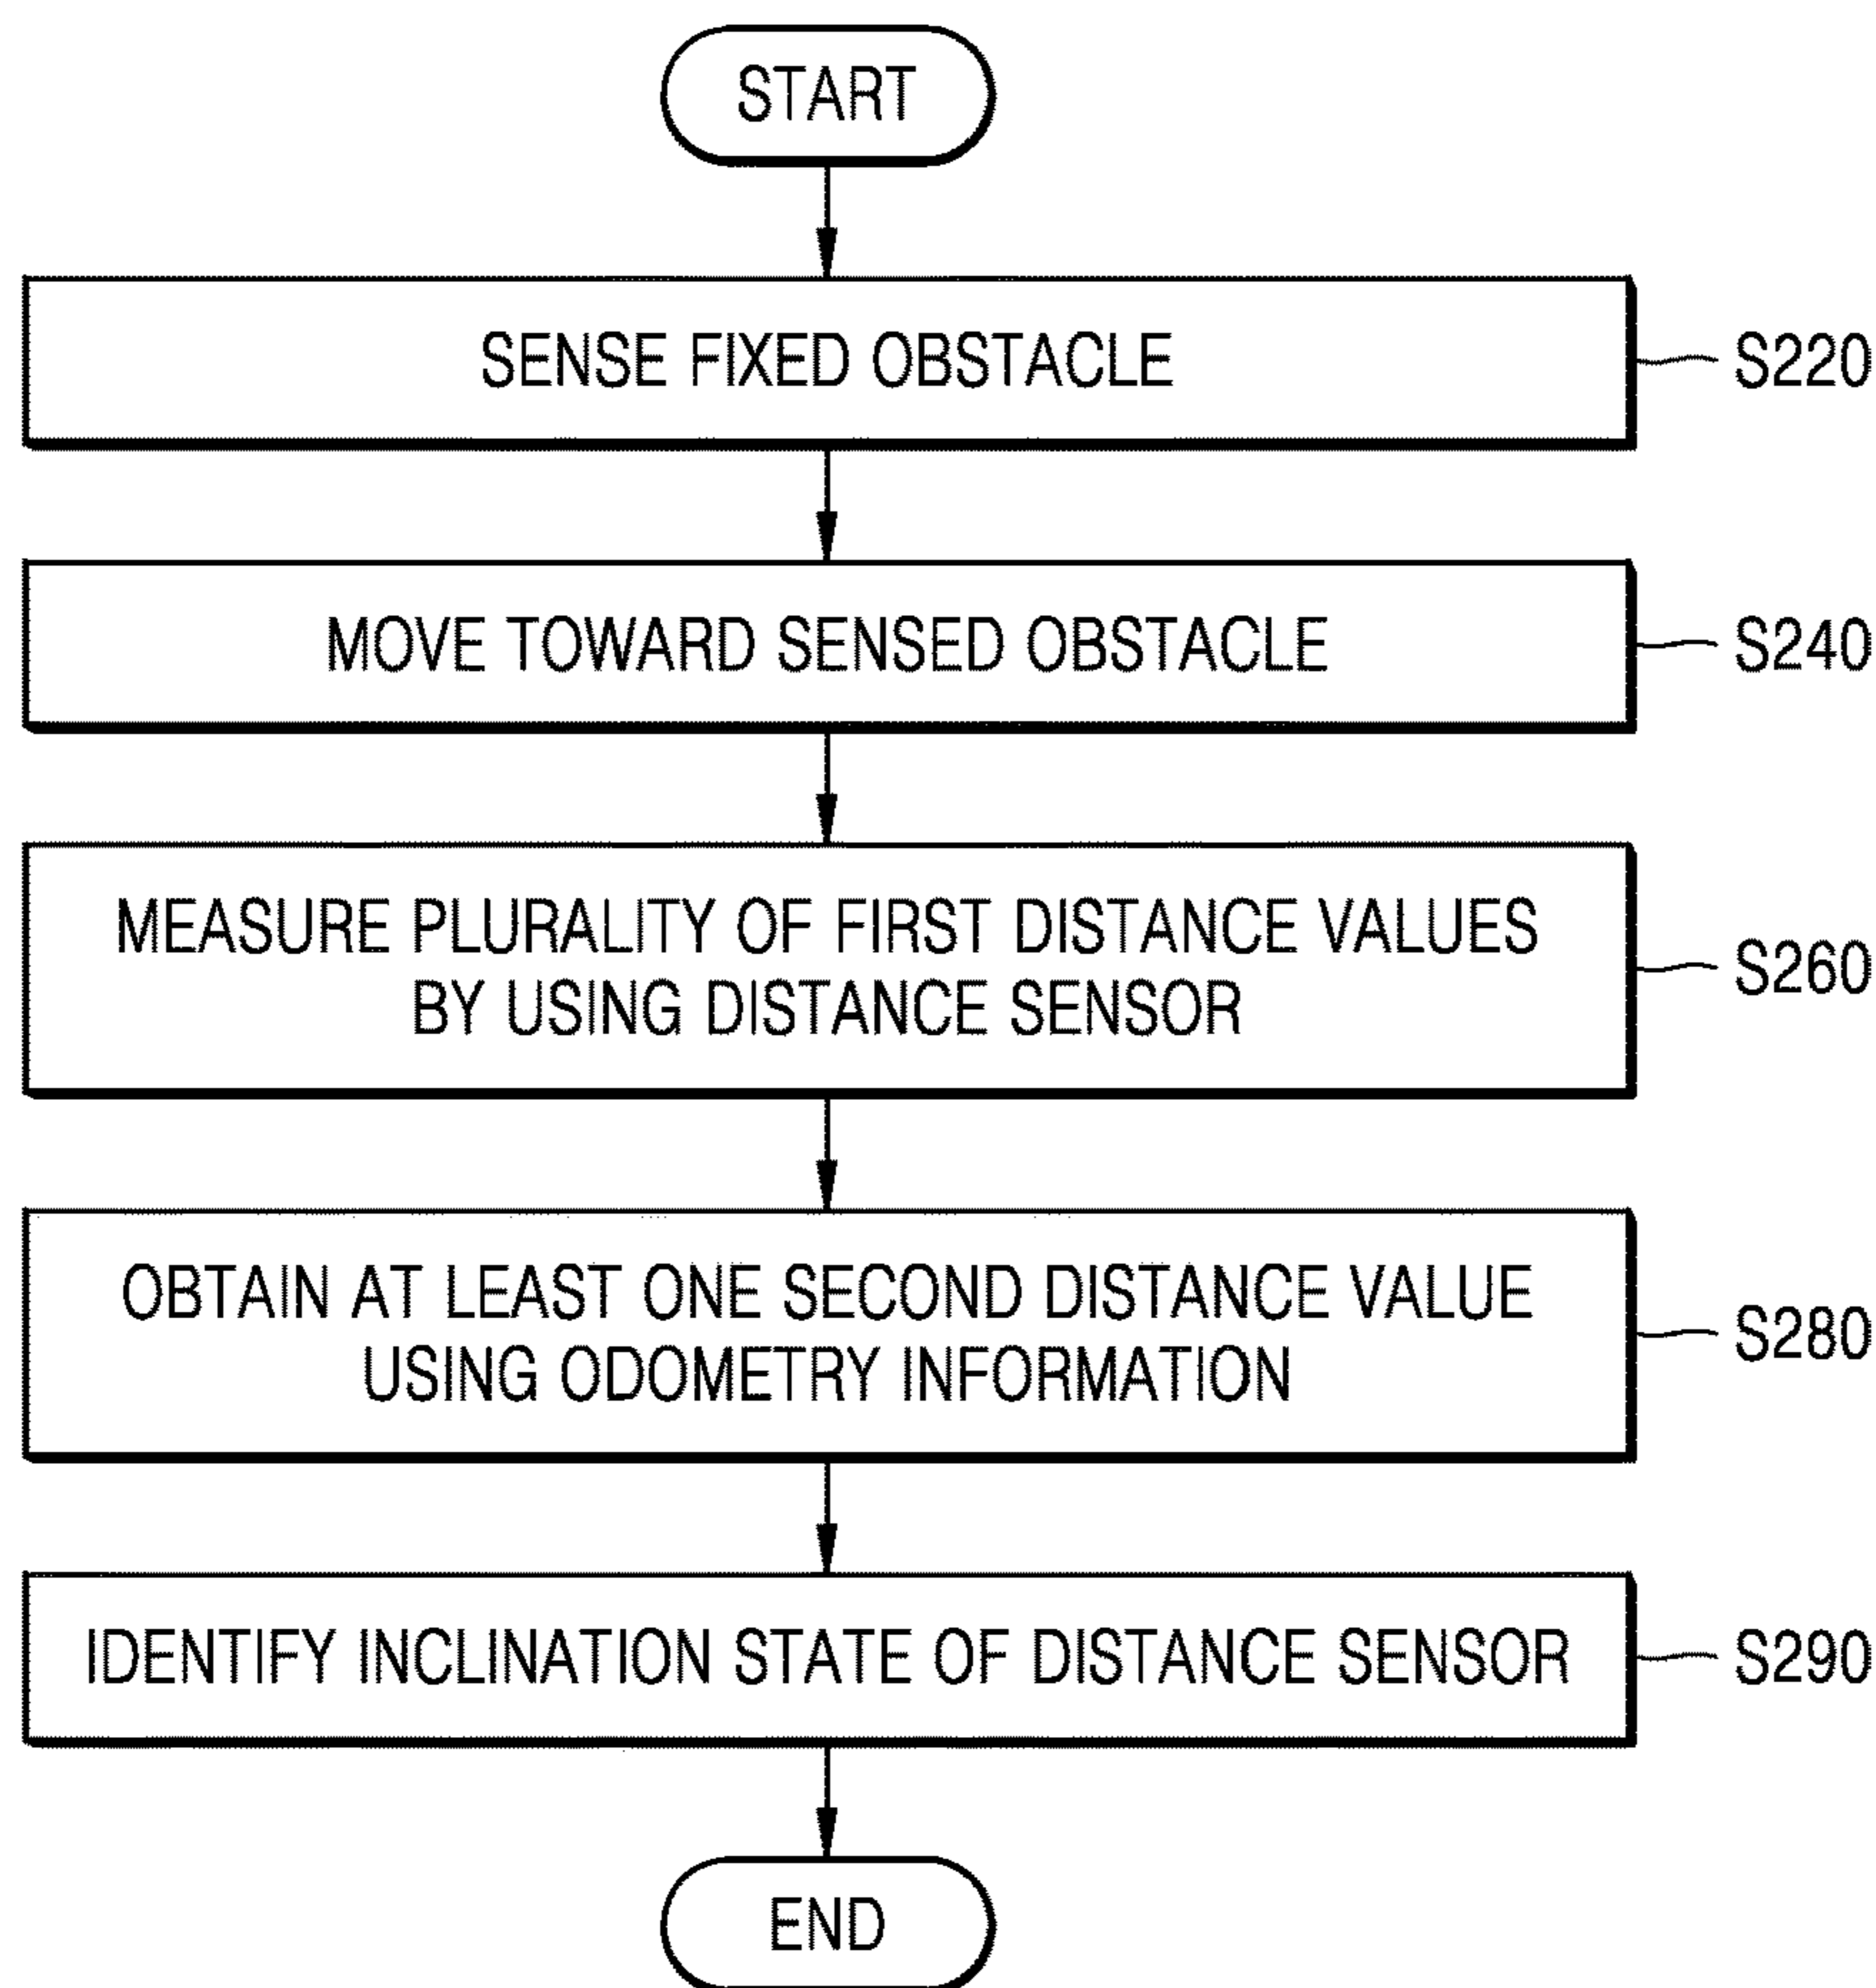 START
SENSE FIXED OBSTACLE
S220
MOVE TOWARD SENSED OBSTACLE
S240
MEASURE PLURALITY OF FIRST DISTANCE VALUES
BY USING DISTANCE SENSOR
S260
OBTAIN AT LEAST ONE SECOND DISTANCE VALUE
USING ODOMETRY INFORMATION
S280
IDENTIFY INCLINATION STATE OF DISTANCE SENSOR
S290
END